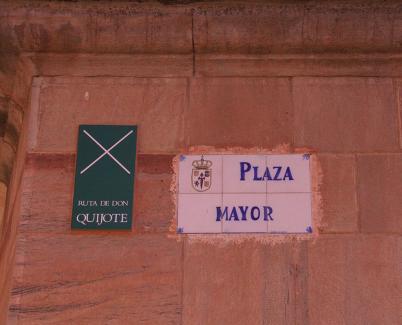 RUTA DE DON
QUIJOTE
PLAZA
MAYOR